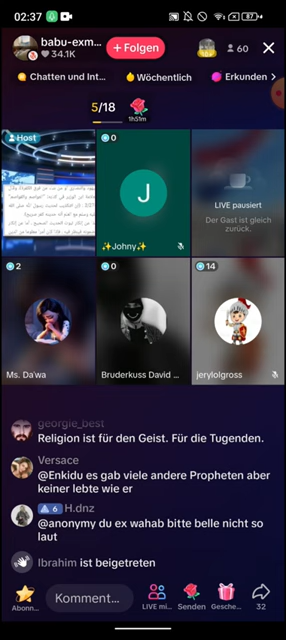 02:37
87
babu-exm...
34.1K
+ Folgen
60
Chatten und Int...
Wöchentlich
Erkunden >
5/18
1h51m
Host
0
J
✨Johny✨
LIVE pausiert
Der Gast ist gleich
zurück.
2
Ms. Da'wa
0
Bruderkuss David ...
14
jerylolgross
georgie_best
Religion ist für den Geist. Für die Tugenden.
Versace
@Enkidu es gab viele andere Propheten aber
keiner lebte wie er
6 H.dnz
@anonymy du ex wahab bitte belle nicht so
laut
Ibrahim ist beigetreten
Abonn...
Komment...
LIVE mi...
Senden
Gesche...
32